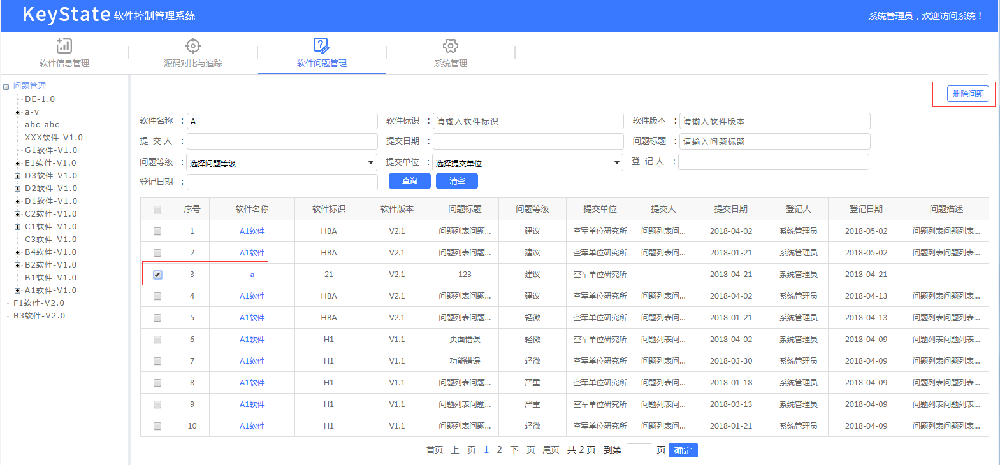 KeyState 软件控制管理系统
系统管理员，欢迎访问系统！
软件信息管理
源码对比与追踪
软件问题管理
系统管理
问题管理
DE-1.0
a-v
abc-abc
XXX软件-V1.0
G1软件-V1.0
E1软件-V1.0
D3软件-V1.0
D2软件-V1.0
D1软件-V1.0
C2软件-V1.0
C1软件-V1.0
C3软件-V1.0
B4软件-V1.0
B2软件-V1.0
B1软件-V1.0
A1软件-V1.0
F1软件-V2.0
B3软件-V2.0
删除问题
软件名称 : A 软件标识 : 请输入软件标识 软件版本 : 请输入软件版本
提 交 人 : 提交日期 : 问题标题 : 请输入问题标题
问题等级 : 选择问题等级 提交单位 : 选择提交单位 登 记 人 :
登记日期 : 查询 清空
序号 软件名称 软件标识 软件版本 问题标题 问题等级 提交单位 提交人 提交日期 登记人 登记日期 问题描述
1 A1软件 HBA V2.1 问题列表问题... 建议 空军单位研究所 问题列表问... 2018-04-02 系统管理员 2018-05-02 问题列表问题列表...
2 A1软件 HBA V2.1 问题列表问题... 建议 空军单位研究所 问题列表问... 2018-01-21 系统管理员 2018-05-02 问题列表问题列表...
3 a 21 V2.1 123 建议 空军单位研究所 2018-04-21 系统管理员 2018-04-21
4 A1软件 HBA V2.1 问题列表问题... 建议 空军单位研究所 问题列表问... 2018-04-02 系统管理员 2018-04-13 问题列表问题列表...
5 A1软件 HBA V2.1 问题列表问题... 轻微 空军单位研究所 问题列表问... 2018-01-21 系统管理员 2018-04-13 问题列表问题列表...
6 A1软件 H1 V1.1 页面错误 轻微 空军单位研究所 问题列表问... 2018-04-02 系统管理员 2018-04-09 问题列表问题列表...
7 A1软件 H1 V1.1 功能错误 轻微 空军单位研究所 问题列表问... 2018-03-30 系统管理员 2018-04-09 问题列表问题列表...
8 A1软件 H1 V1.1 问题列表问题... 严重 空军单位研究所 问题列表问... 2018-01-18 系统管理员 2018-04-09 问题列表问题列表...
9 A1软件 H1 V1.1 问题列表问题... 严重 空军单位研究所 问题列表问... 2018-03-13 系统管理员 2018-04-09 问题列表问题列表...
10 A1软件 H1 V1.1 问题列表问题... 轻微 空军单位研究所 问题列表问... 2018-01-21 系统管理员 2018-04-09 问题列表问题列表...
首页 上一页 1 2 下一页 尾页 共 2 页 到第 页 确定